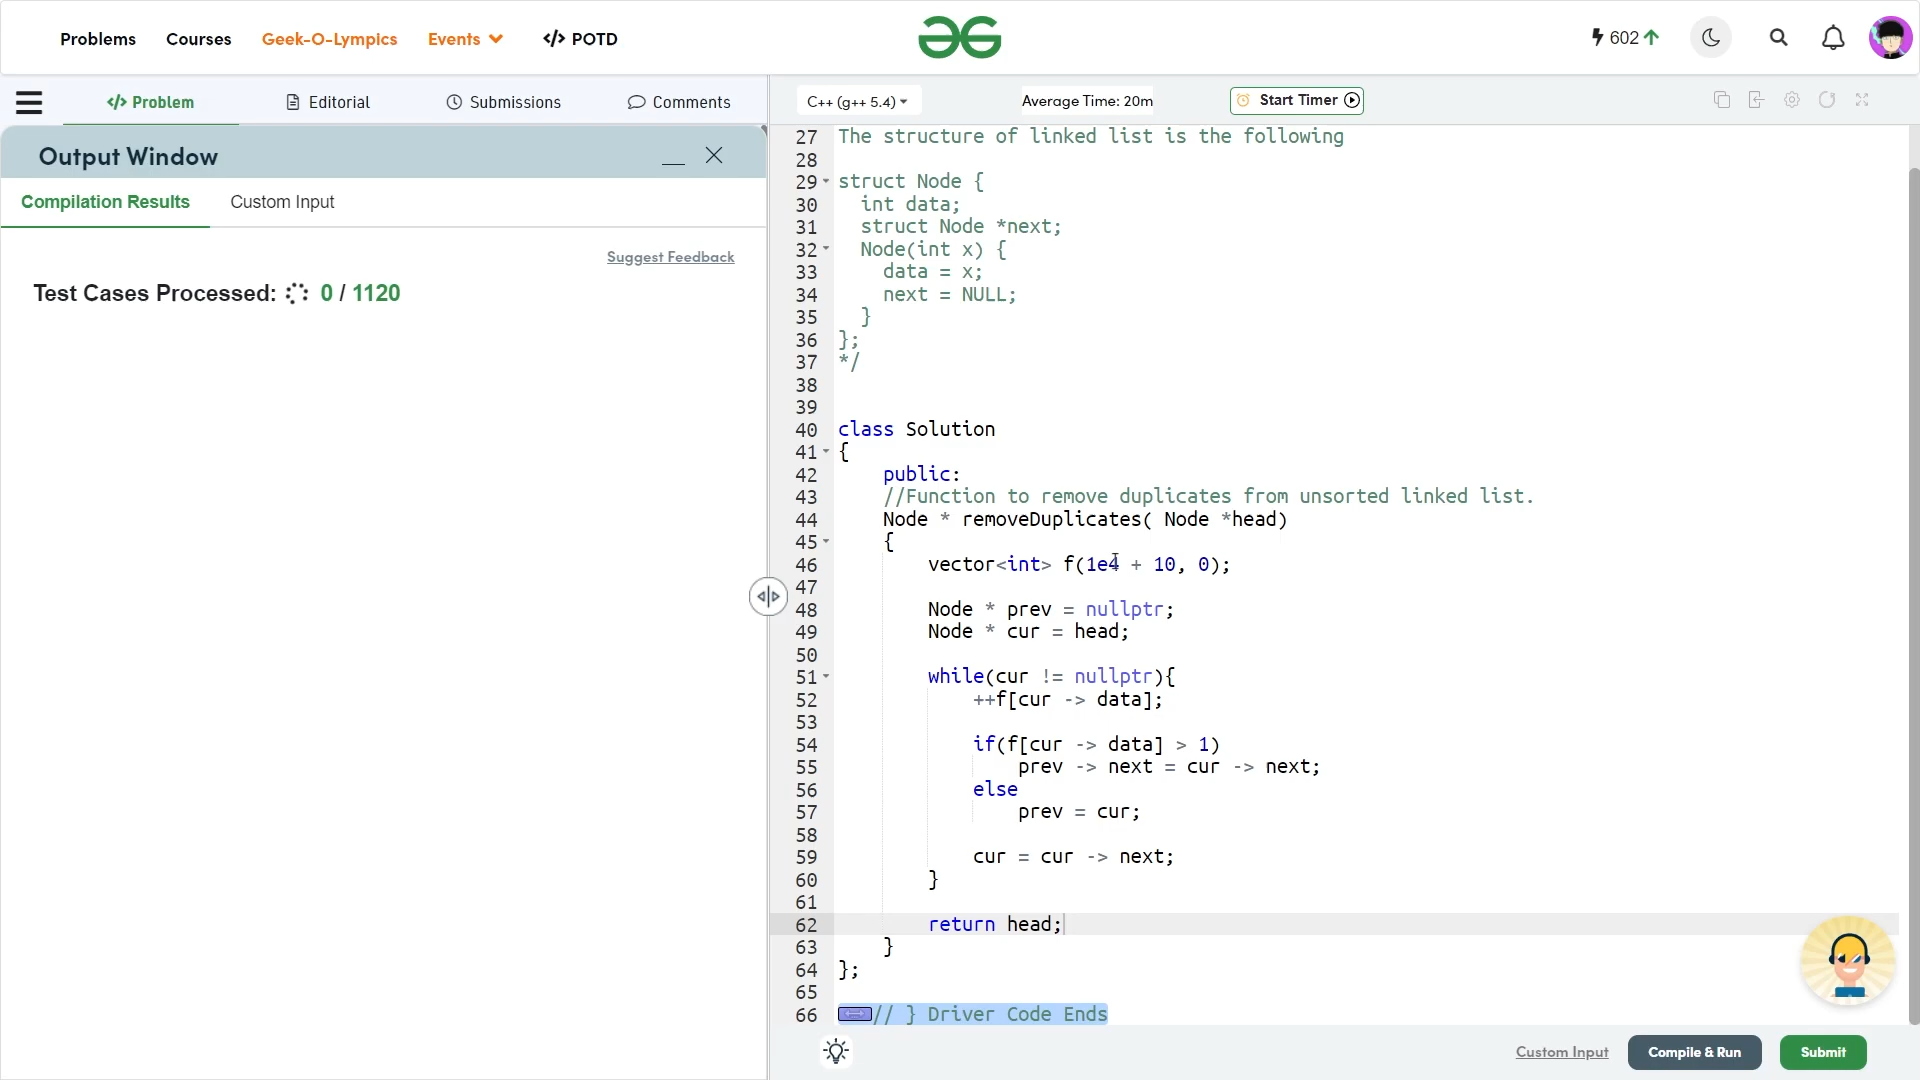 Problems Courses Geek-O-Lympics Events </> POTD
602
</> Problem Editorial Submissions Comments
C++ (g++ 5.4) Average Time: 20m Start Timer
Output Window
Compilation Results Custom Input
Suggest Feedback
Test Cases Processed: 0 / 1120
27 The structure of linked list is the following
28
29 struct Node {
30 int data;
31 struct Node *next;
32 Node(int x) {
33 data = x;
34 next = NULL;
35 }
36 };
37 */
38
39
40 class Solution
41 {
42 public:
43 //Function to remove duplicates from unsorted linked list.
44 Node * removeDuplicates( Node *head)
45 {
46 vector<int> f(1e4 + 10, 0);
47
48 Node * prev = nullptr;
49 Node * cur = head;
50
51 while(cur != nullptr){
52 ++f[cur -> data];
53
54 if(f[cur -> data] > 1)
55 prev -> next = cur -> next;
56 else
57 prev = cur;
58
59 cur = cur -> next;
60 }
61
62 return head;
63 }
64 };
65
66 // } Driver Code Ends
Custom Input Compile & Run Submit